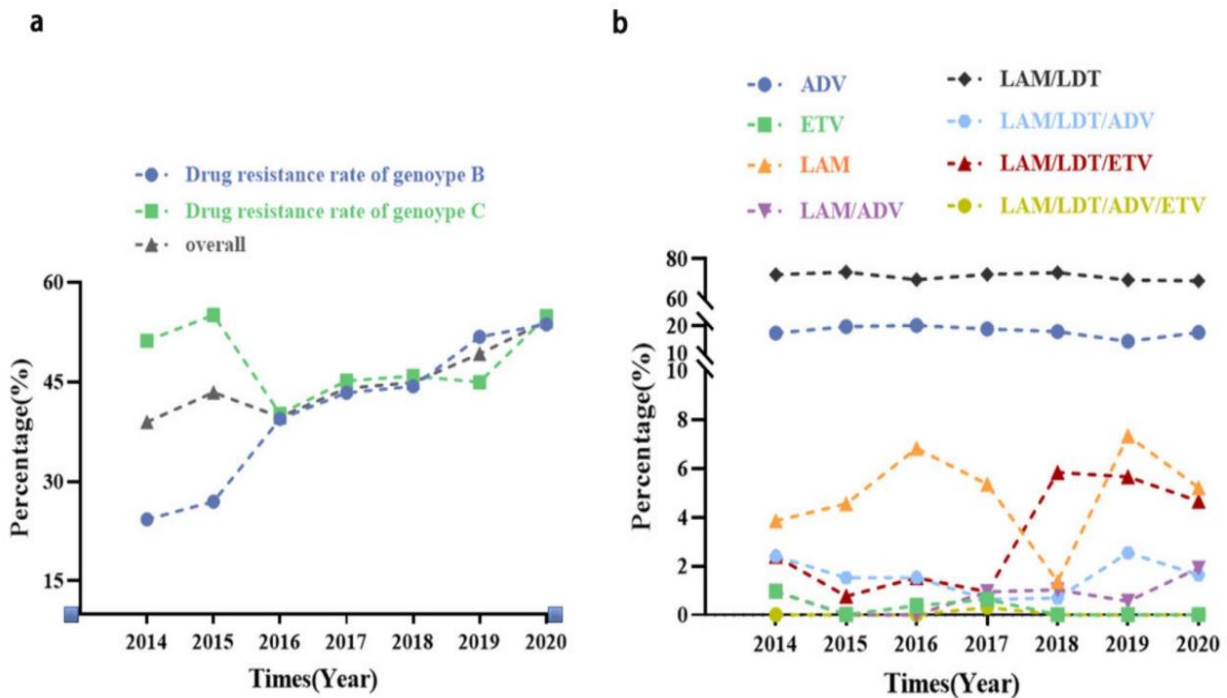 a
Drug resistance rate of genoype B
Drug resistance rate of genoype C
overall
60
45
30
15
Percentage(%)
2014 2015 2016 2017 2018 2019 2020
Times(Year)
b
ADV
ETV
LAM
LAM/ADV
LAM/LDT
LAM/LDT/ADV
LAM/LDT/ETV
LAM/LDT/ADV/ETV
80
60
20
10
10
8
6
4
2
0
Percentage(%)
2014 2015 2016 2017 2018 2019 2020
Times(Year)